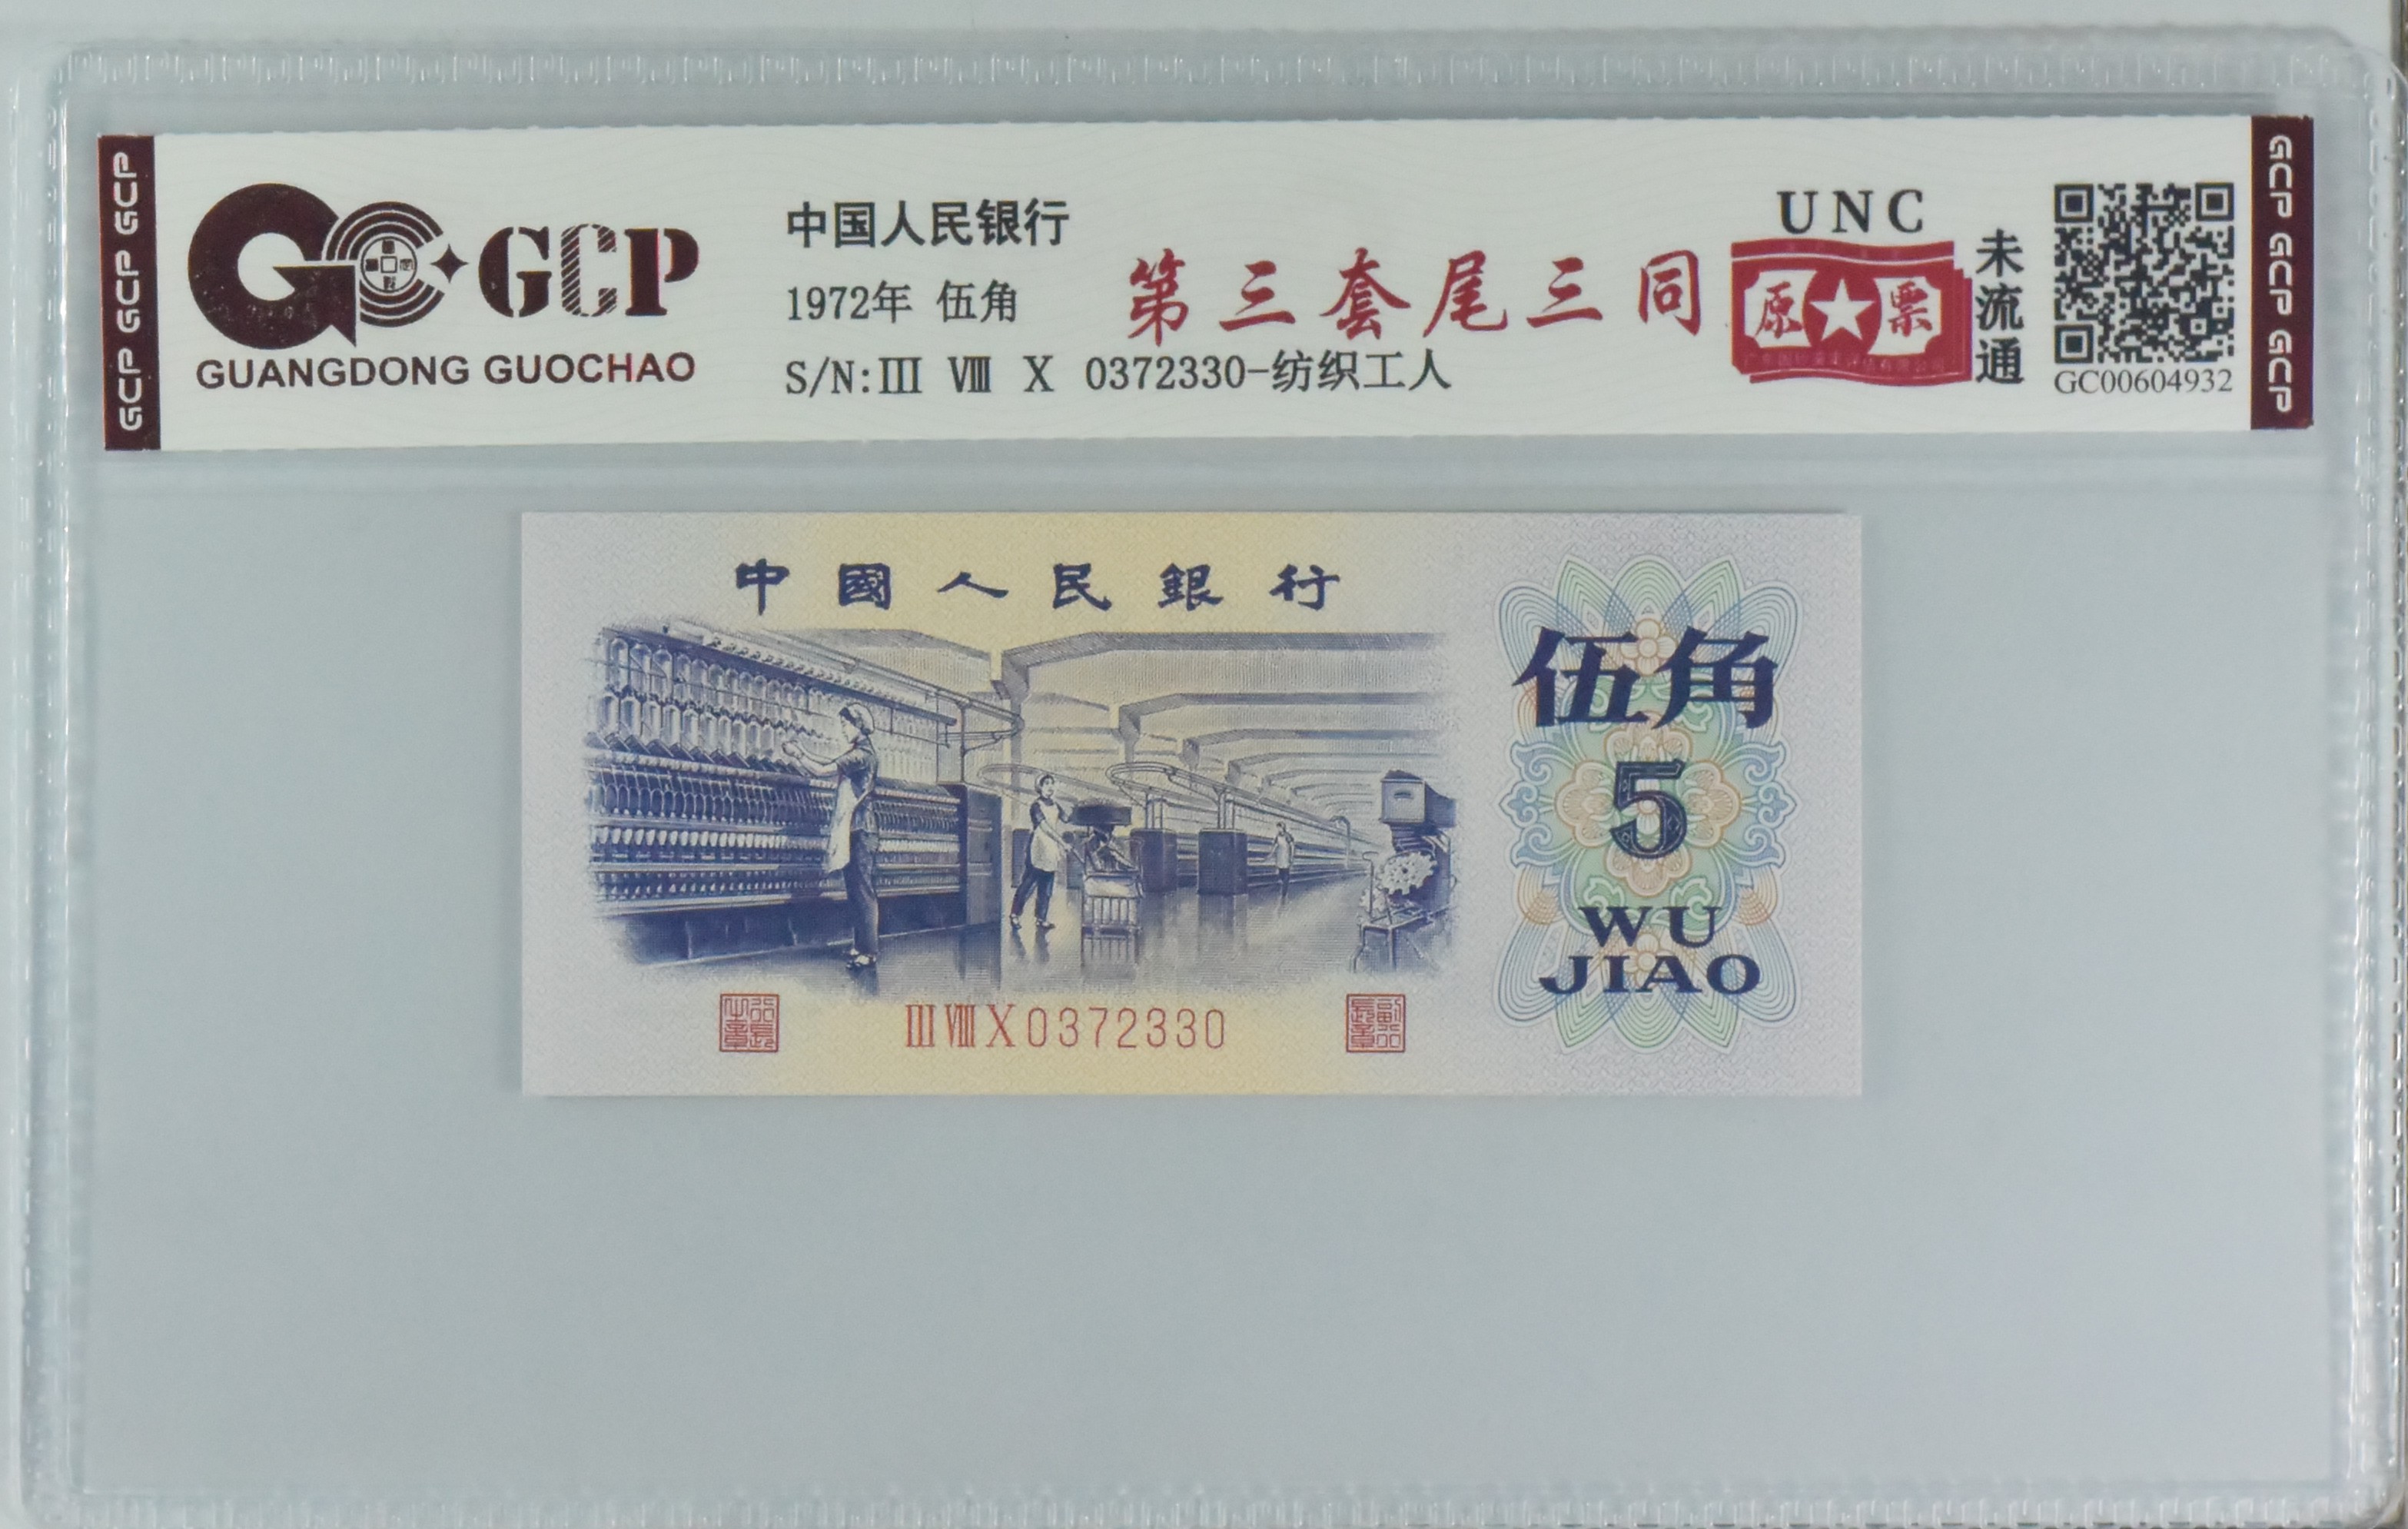 GCP GCP GCP
GCP
GUANGDONG GUOCHAO
中国人民银行
1972年 伍角
S/N:Ⅲ Ⅷ Ⅹ 0372330-纺织工人
第三套尾三同
UNC
原票
未流通
GC00604932
GCP GCP GCP
中國人民銀行
伍角
5
WU
JIAO
ⅢⅧⅩ0372330